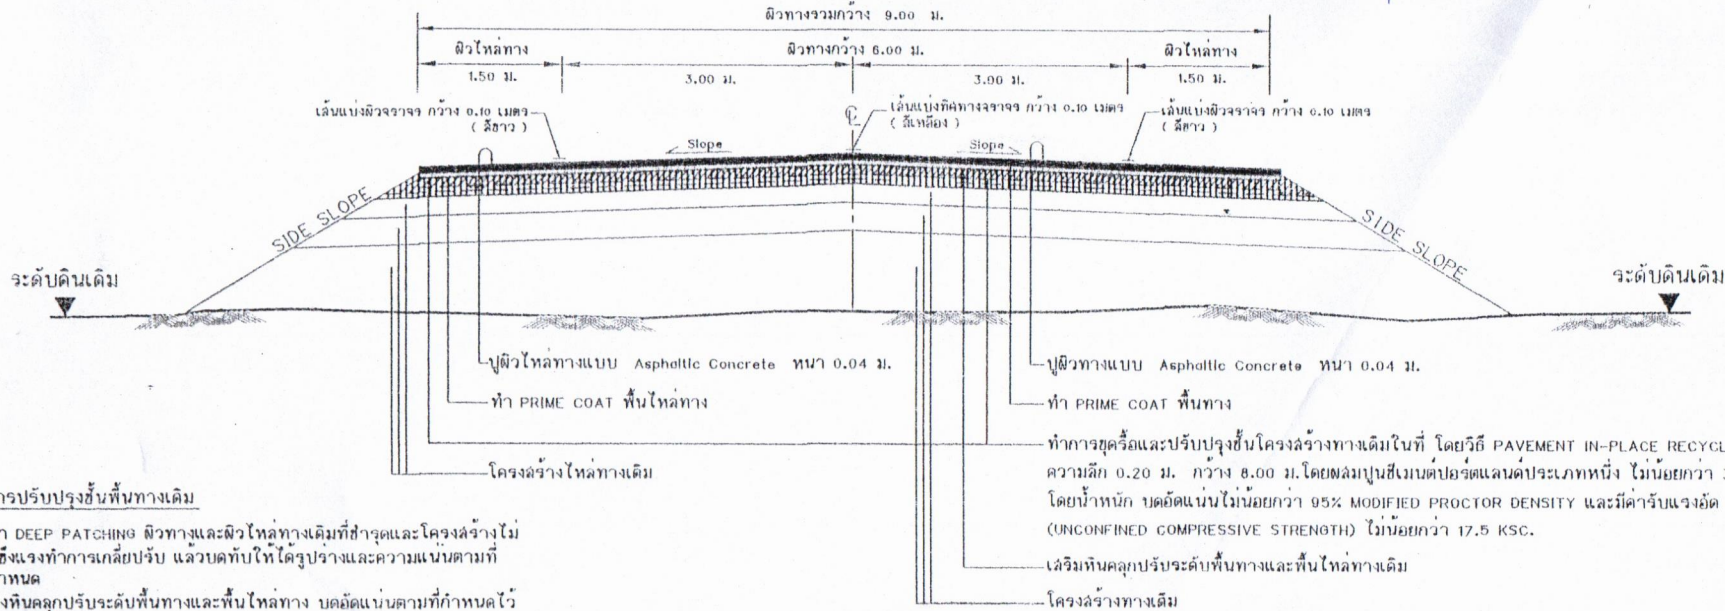 ผิวทางรวมกว้าง 9.00 ม.
ผิวไหล่ทาง
ผิวทางกว้าง 6.00 ม.
ผิวไหล่ทาง
1.50 ม.
3.00 ม.
3.00 ม.
1.50 ม.
เส้นแบ่งผิวจราจร กว้าง 0.10 เมตร
( สีขาว )
เส้นแบ่งทิศทางจราจร กว้าง 0.10 เมตร
( สีเหลือง )
เส้นแบ่งผิวจราจร กว้าง 0.10 เมตร
( สีขาว )
Slope
Slope
SIDE SLOPE
SIDE SLOPE
ระดับดินเดิม
ระดับดินเดิม
ปูผิวไหล่ทางแบบ Asphaltic Concrete หนา 0.04 ม.
ทำ PRIME COAT พื้นไหล่ทาง
โครงสร้างไหล่ทางเดิม
ปูผิวทางแบบ Asphaltic Concrete หนา 0.04 ม.
ทำ PRIME COAT พื้นทาง
ทำการขุดรื้อและปรับปรุงชั้นโครงสร้างทางเดิมในที่ โดยวิธี PAVEMENT IN-PLACE RECYCL
ความลึก 0.20 ม. กว้าง 8.00 ม.โดยผสมปูนซีเมนต์ปอร์ตแลนด์ประเภทหนึ่ง ไม่น้อยกว่า
โดยน้ำหนัก บดอัดแน่นไม่น้อยกว่า 95% MODIFIED PROCTOR DENSITY และมีค่ารับแรงอัด
(UNCONFINED COMPRESSIVE STRENGTH) ไม่น้อยกว่า 17.5 KSC.
เสริมหินคลุกปรับระดับพื้นทางและพื้นไหล่ทางเดิม
โครงสร้างทางเดิม
ารปรับปรุงชั้นพื้นทางเดิม
า DEEP PATCHING ผิวทางและผิวไหล่ทางเดิมที่ชำรุดและโครงสร้างไม่
ข็งแรงทำการเกลี่ยปรับ แล้วบดทับให้ได้รูปร่างและความแน่นตามที่
ำหนด
งหินคลุกปรับระดับพื้นทางและพื้นไหล่ทาง บดอัดแน่นตามที่กำหนดไว้